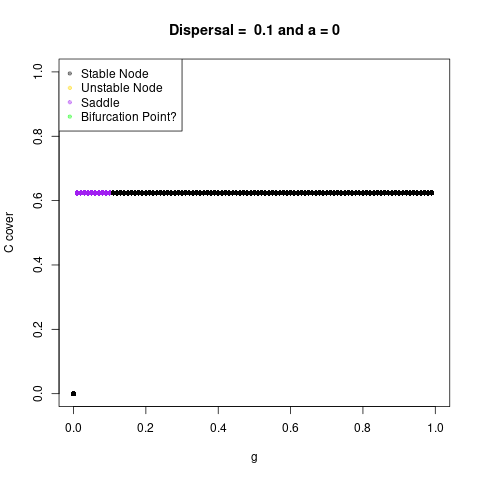 Dispersal =  0.1 and a = 0
Stable Node
Unstable Node
Saddle
Bifurcation Point?
1.0
0.8
0.6
0.4
0.2
0.0
C cover
0.0 0.2 0.4 0.6 0.8 1.0
g